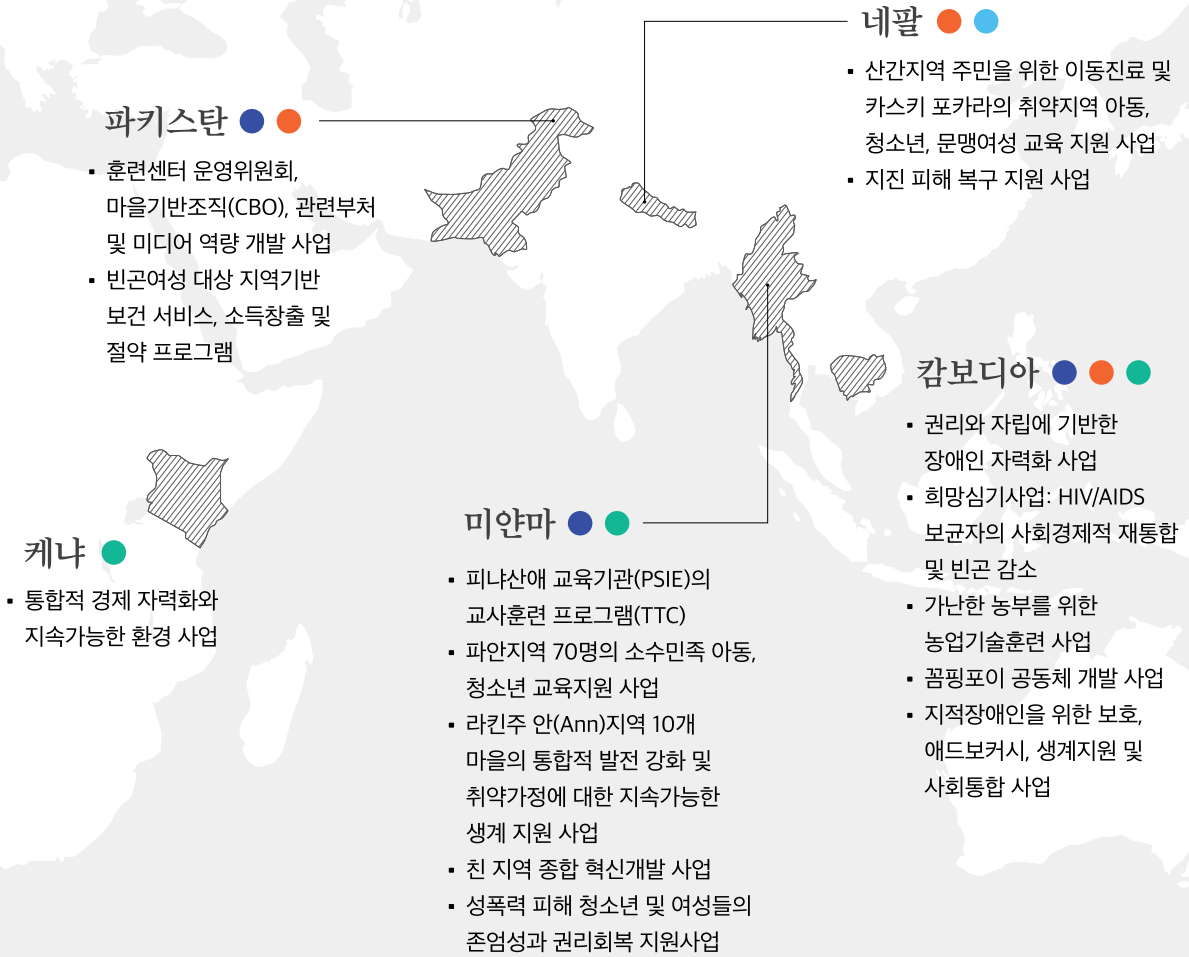 네팔
▪ 산간지역 주민을 위한 이동진료 및
카스키 포카라의 취약지역 아동,
청소년, 문맹여성 교육 지원 사업
▪ 지진 피해 복구 지원 사업
파키스탄
▪ 훈련센터 운영위원회,
마을기반조직(CBO), 관련부처
및 미디어 역량 개발 사업
▪ 빈곤여성 대상 지역기반
보건 서비스, 소득창출 및
절약 프로그램
캄보디아
▪ 권리와 자립에 기반한
장애인 자력화 사업
▪ 희망심기사업: HIV/AIDS
보균자의 사회경제적 재통합
및 빈곤 감소
▪ 가난한 농부를 위한
농업기술훈련 사업
▪ 꼼핑포이 공동체 개발 사업
▪ 지적장애인을 위한 보호,
애드보커시, 생계지원 및
사회통합 사업
케냐
▪ 통합적 경제 자력화와
지속가능한 환경 사업
미얀마
▪ 피냐산애 교육기관(PSIE)의
교사훈련 프로그램(TTC)
▪ 파안지역 70명의 소수민족 아동,
청소년 교육지원 사업
▪ 라킨주 안(Ann)지역 10개
마을의 통합적 발전 강화 및
취약가정에 대한 지속가능한
생계 지원 사업
▪ 친 지역 종합 혁신개발 사업
▪ 성폭력 피해 청소년 및 여성들의
존엄성과 권리회복 지원사업